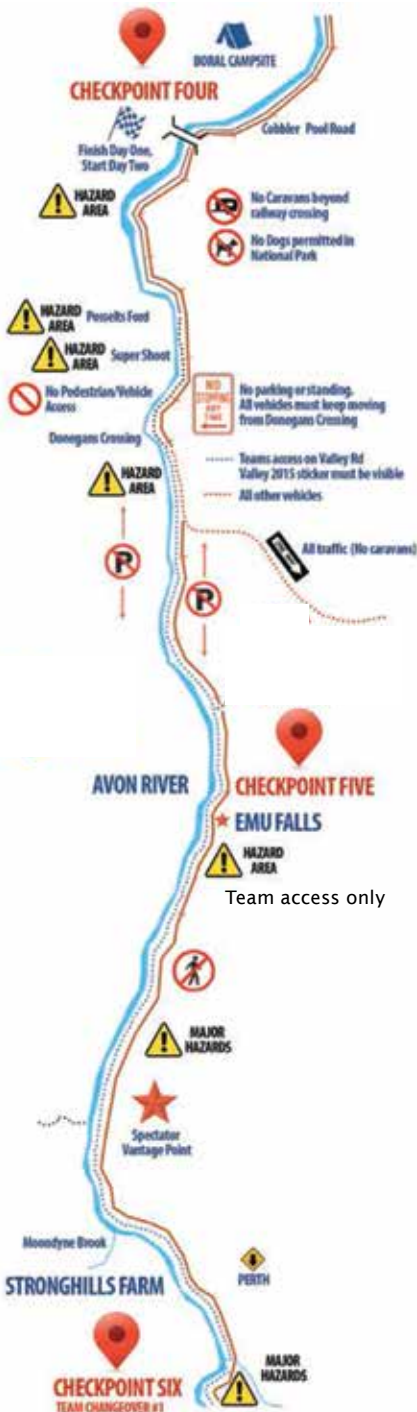 BORAL CAMPSITE
CHECKPOINT FOUR
Finish Day One,
Start Day Two
Cobbler Pool Road
HAZARD
AREA
No Caravans beyond
railway crossing
No Dogs permitted in
National Park
HAZARD
AREA
Posselts Ford
HAZARD
AREA
Super Shoot
No Pedestrian/Vehicle
Access
NO
STOPPING
No parking or standing.
All vehicles must keep moving
from Donegans Crossing
Donegans Crossing
Teams access on Valley Rd
Valley 2015 sticker must be visible
All other vehicles
HAZARD
AREA
P
P
All traffic (No caravans)
AVON RIVER
CHECKPOINT FIVE
EMU FALLS
HAZARD
AREA
Team access only
MAJOR
HAZARDS
Spectator
Vantage Point
Moondyne Brook
STRONGHILLS FARM
PERTH
CHECKPOINT SIX
TEAM CHANGEOVER #1
MAJOR
HAZARDS